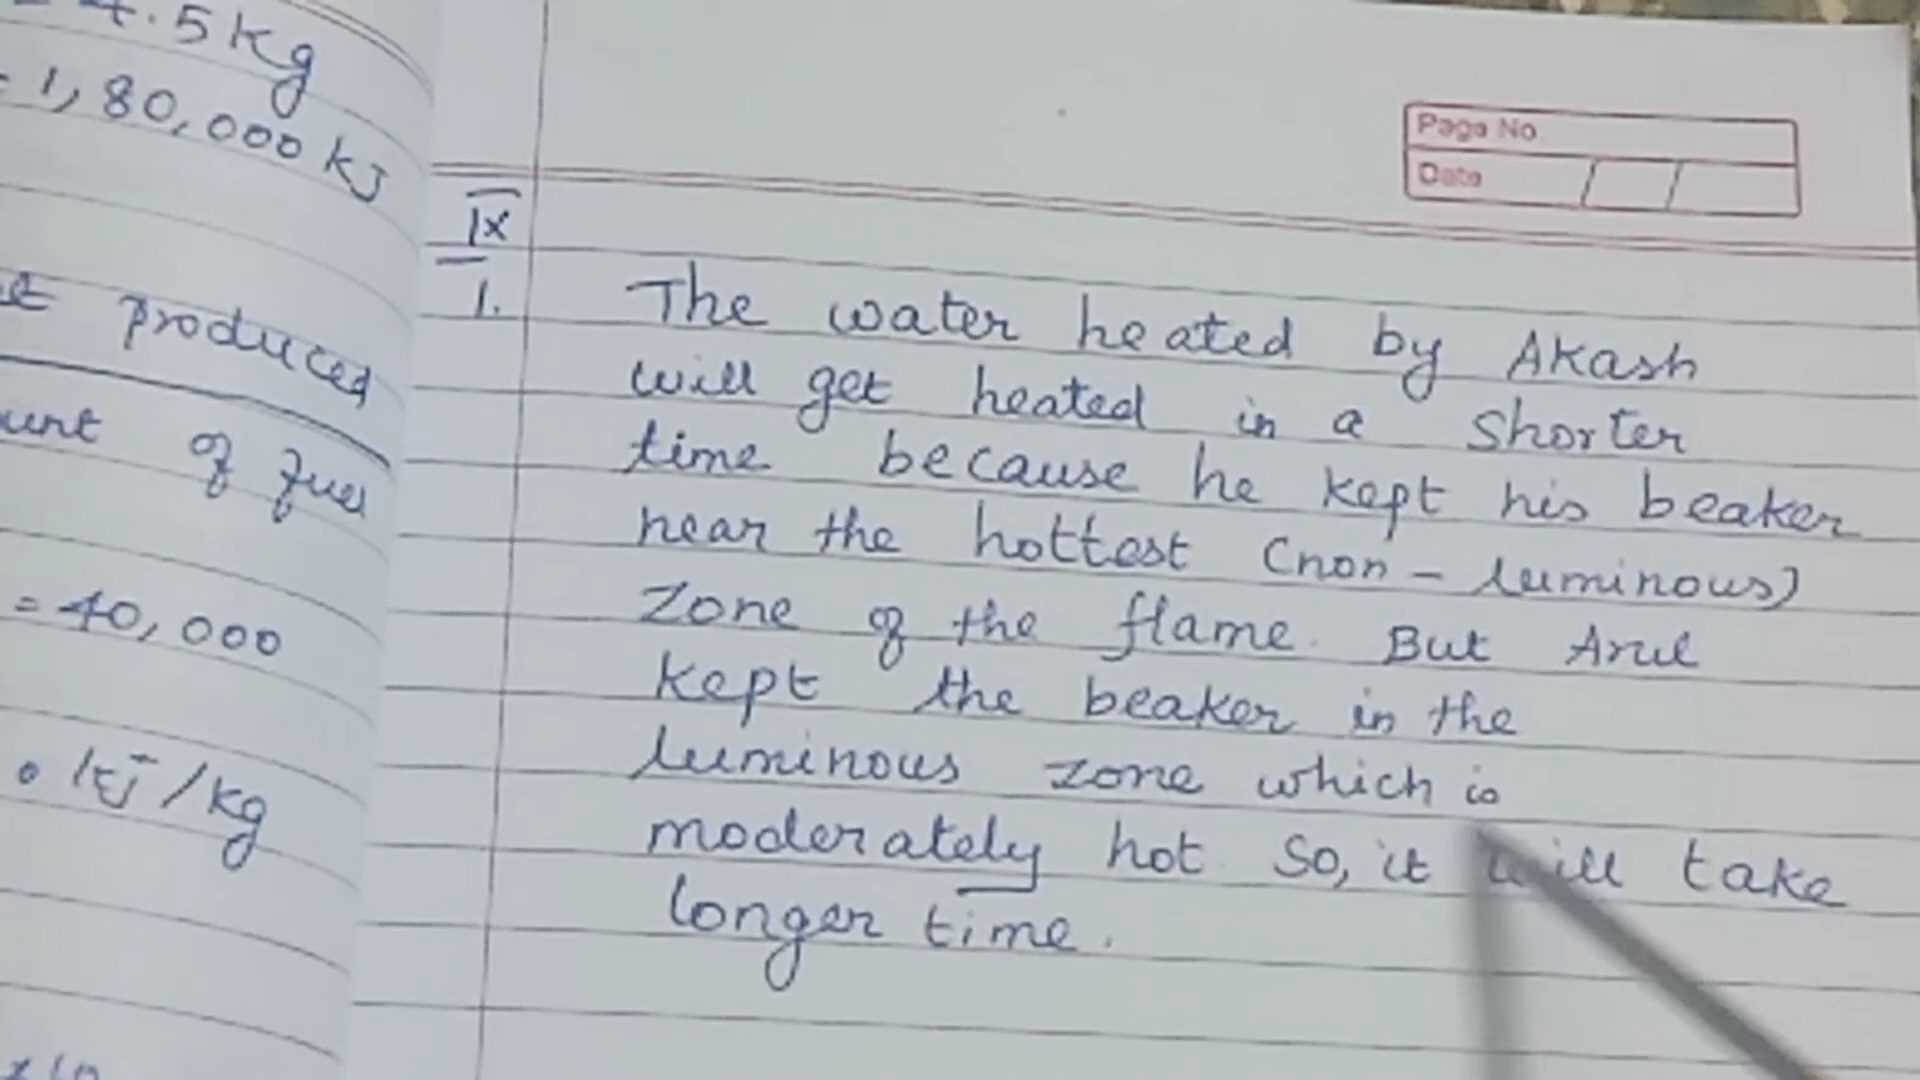 4.5 kg
= 1,80,000 kJ
produced
of fuel
= 40,000
kJ/kg
Page No
Date
IX
1. The water heated by Akash
will get heated in a shorter
time because he kept his beaker
near the hottest (non-luminous)
zone of the flame. But Arul
kept the beaker in the
luminous zone which is
moderately hot. So, it will take
longer time.